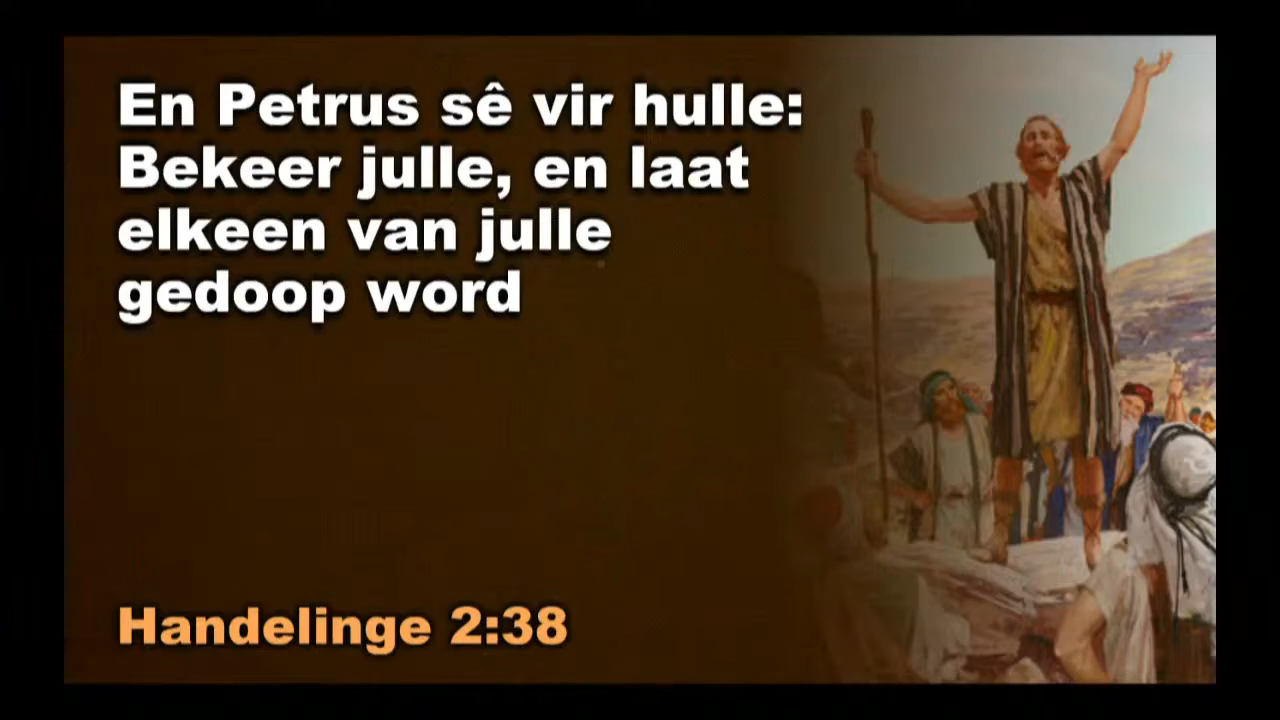 En Petrus sê vir hulle:
Bekeer julle, en laat
elkeen van julle
gedoop word
Handelinge 2:38